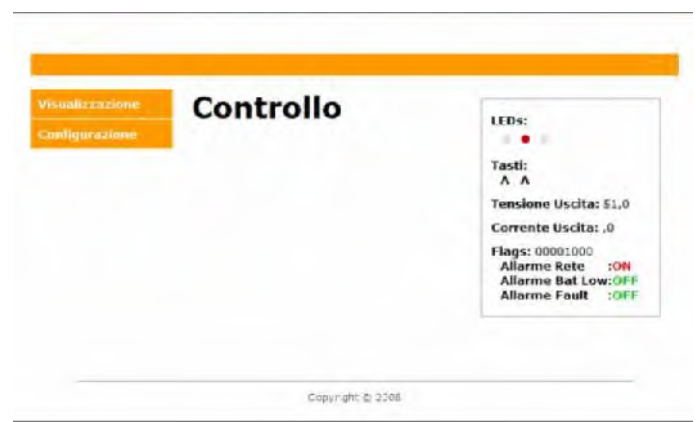 Visualizzazione
Configurazione
Controllo
LEDs:
Tasti:
Λ Λ
Tensione Uscita: 51,0
Corrente Uscita: ,0
Flags: 00001000
Allarme Rete :ON
Allarme Bat Low:OFF
Allarme Fault :OFF
Copyright © 2008